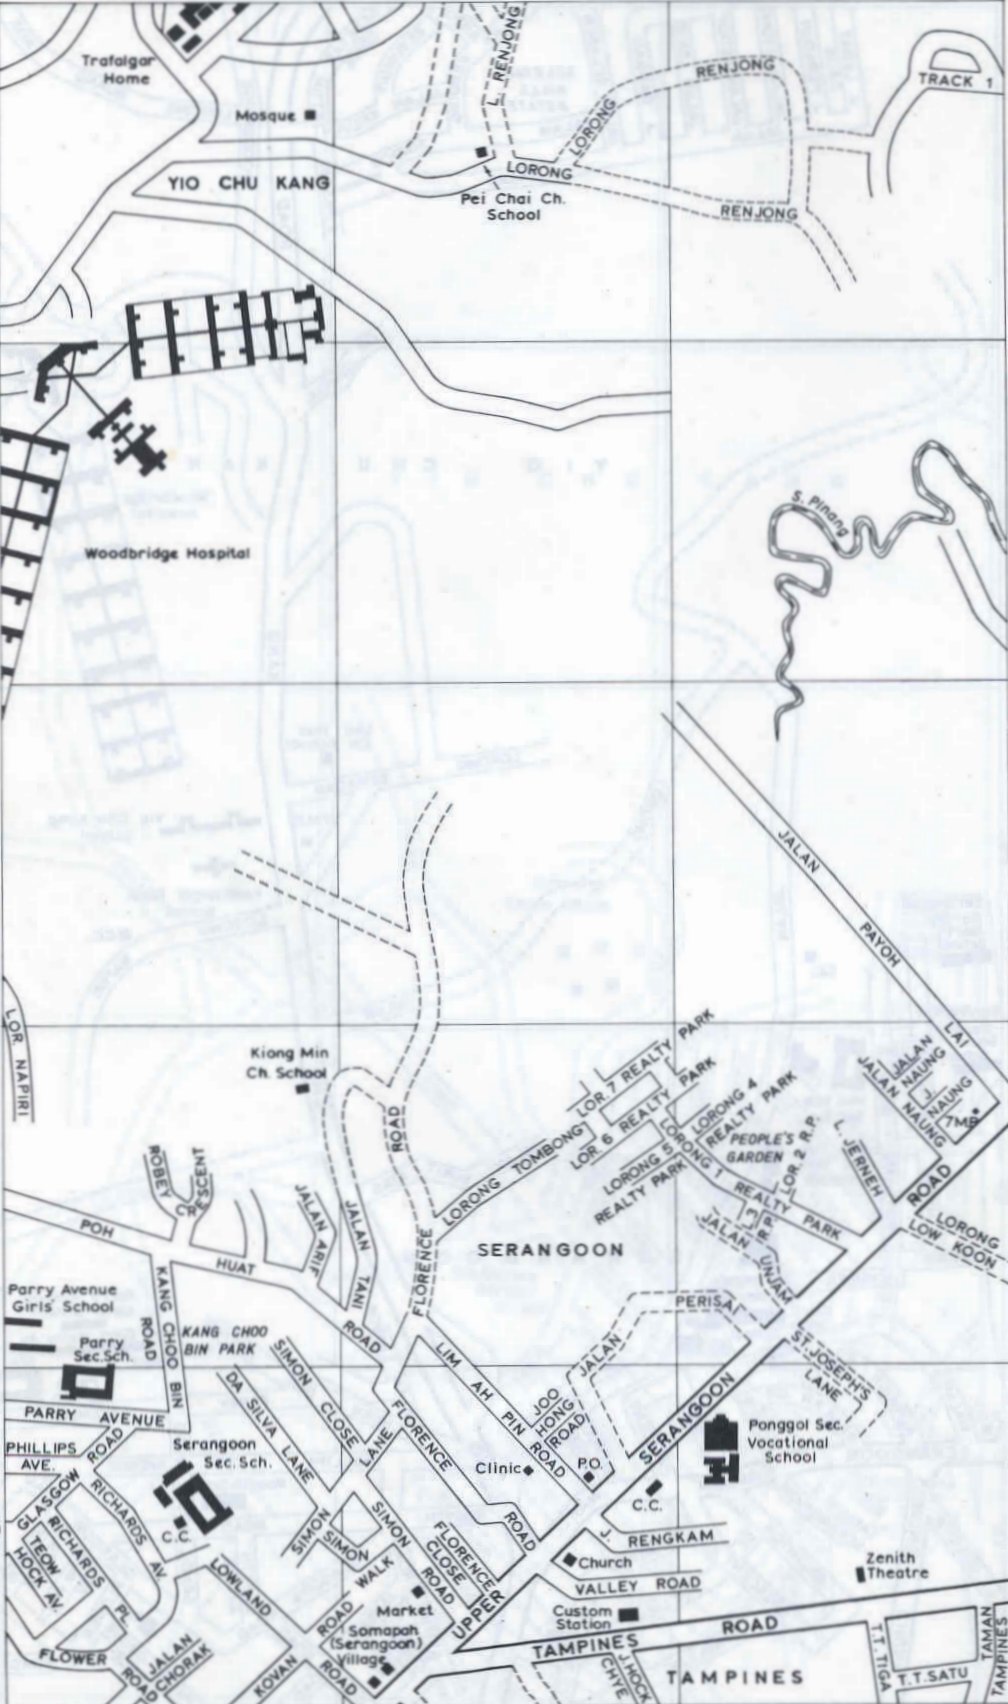 Trafalgar
Home
Mosque
L. RENJONG
LORONG
RENJONG
TRACK 1
YIO CHU KANG
LORONG
Pei Chai Ch.
School
RENJONG
S. Pinang
Woodbridge Hospital
JALAN
PAYOH
LAI
LOR. NAPIRI
Kiong Min
Ch. School
ROAD
LOR. 7 REALTY PARK
LOR 6 REALTY PARK
LORONG 4
REALTY PARK
PEOPLE'S
GARDEN
LORONG 5
REALTY PARK
LORONG 1 REALTY PARK
LOR. 2 R.P.
L 3
R.P.
L. JERNEH
JALAN
NAUNG
JALAN NAUNG
J.
NAUNG
7MP
LORONG TOMBONG
ROBEY
CRESCENT
POH
HUAT
ROAD
JALAN ARIF
JALAN
TANI
FLORENCE
SERANGOON
JALAN UNJAM
ROAD
LORONG
LOW KOON
JALAN
PERISAI
ST. JOSEPH'S
LANE
Parry Avenue
Girls' School
Parry
Sec.Sch.
KANG CHOO BIN
ROAD
KANG CHOO
BIN PARK
SIMON CLOSE
DA SILVA LANE
LIM AH PIN ROAD
JOO
HONG
ROAD
PARRY AVENUE
PHILLIPS
AVE.
GLASGOW ROAD
Serangoon
Sec. Sch.
LANE
FLORENCE
ROAD
Clinic
P.O.
SERANGOON
Ponggol Sec.
Vocational
School
C.C.
RICHARDS AV.
RICHARDS PL.
TEOW
HOCK AV.
C.C.
SIMON
SIMON
WALK
SIMON ROAD
FLORENCE
CLOSE
J. RENGKAM
Church
VALLEY ROAD
Zenith
Theatre
LOWLAND
ROAD
Market
UPPER
Custom
Station
Somapah
(Serangoon)
Village
FLOWER
ROAD
JALAN
CHORAK
KOVAN
ROAD
TAMPINES
ROAD
J. HOCK
CHYE
TAMPINES
T.T. TIGA
T.T. SATU
TAMAN
TAMPINES